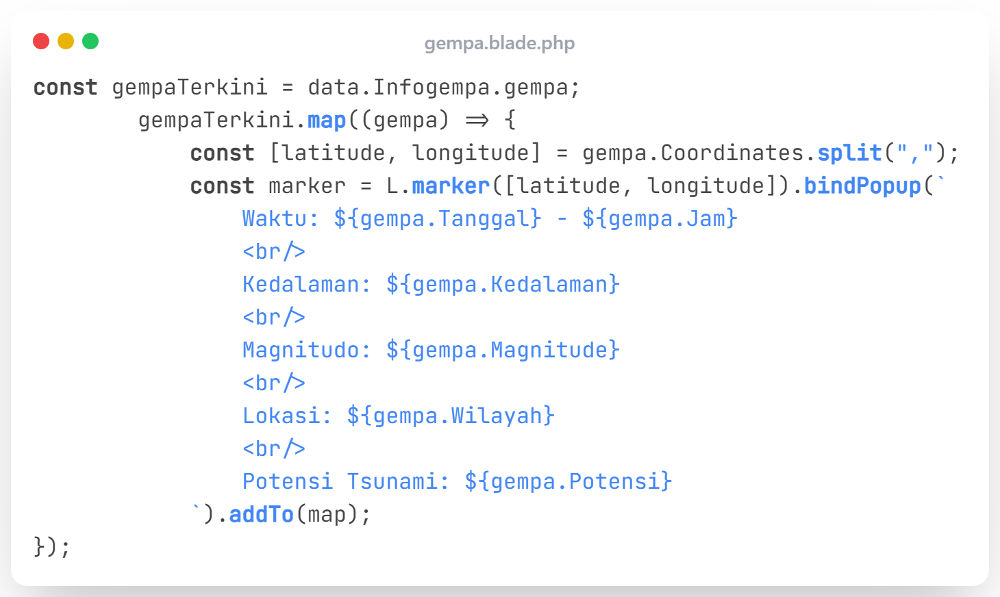 gempa.blade.php
const gempaTerkini = data.Infogempa.gempa;
gempaTerkini.map((gempa) => {
const [latitude, longitude] = gempa.Coordinates.split(",");
const marker = L.marker([latitude, longitude]).bindPopup(`
Waktu: ${gempa.Tanggal} - ${gempa.Jam}
<br/>
Kedalaman: ${gempa.Kedalaman}
<br/>
Magnitudo: ${gempa.Magnitude}
<br/>
Lokasi: ${gempa.Wilayah}
<br/>
Potensi Tsunami: ${gempa.Potensi}
`).addTo(map);
});